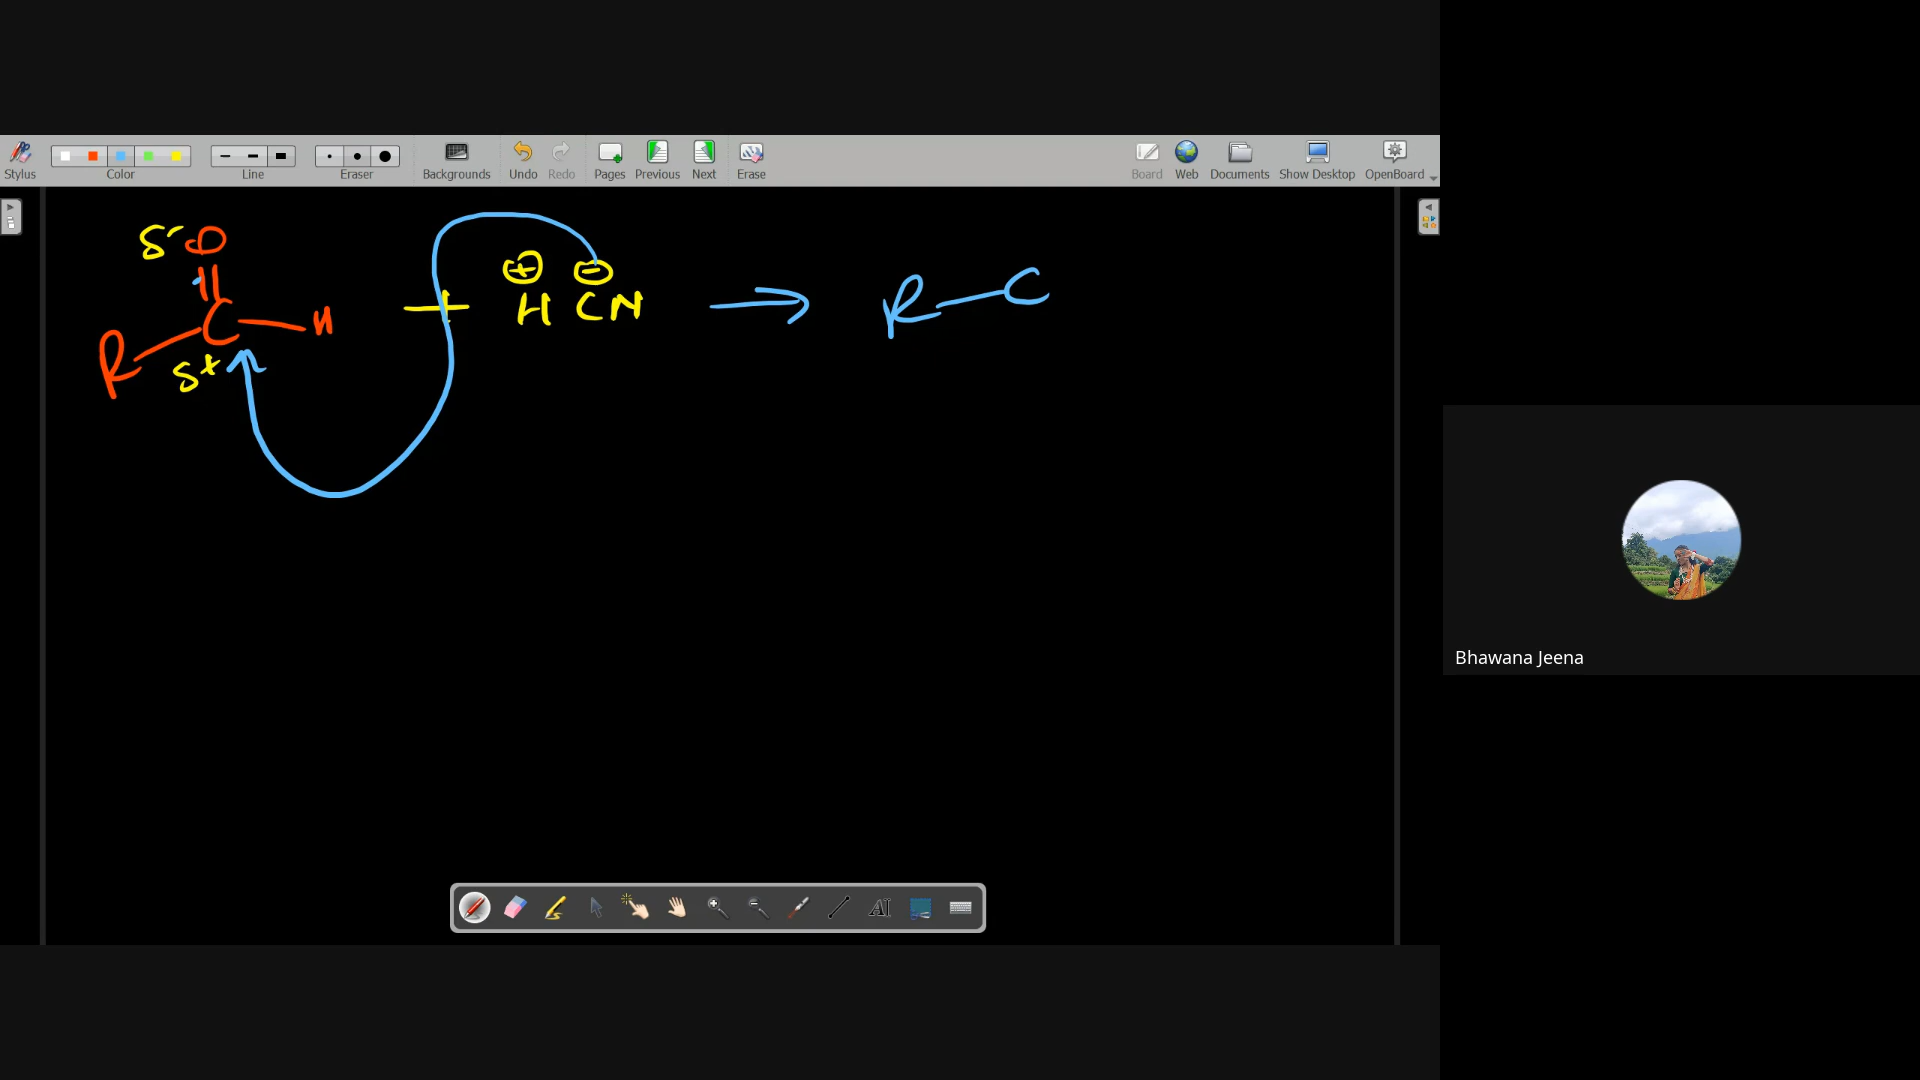 Stylus Color Line Eraser Backgrounds Undo Redo Pages Previous Next Erase Board Web Documents Show Desktop OpenBoard
δ- O
||
R — C — H + H⊕ CN⊖ → R — C
δ+
AI
Bhawana Jeena